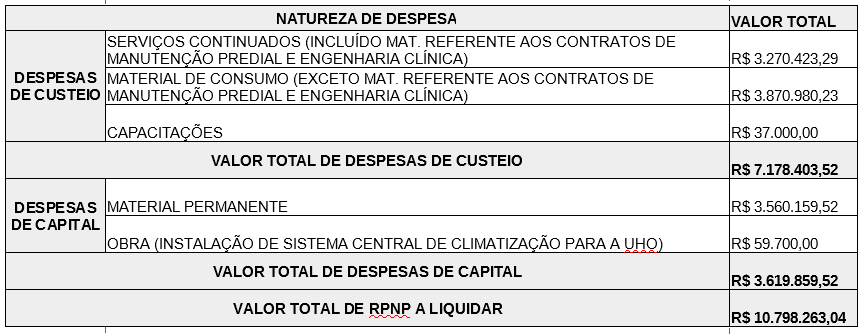 NATUREZA DE DESPESA VALOR TOTAL
DESPESAS DE CUSTEIO
SERVIÇOS CONTINUADOS (INCLUÍDO MAT. REFERENTE AOS CONTRATOS DE
MANUTENÇÃO PREDIAL E ENGENHARIA CLÍNICA) R$ 3.270.423,29
MATERIAL DE CONSUMO (EXCETO MAT. REFERENTE AOS CONTRATOS DE
MANUTENÇÃO PREDIAL E ENGENHARIA CLÍNICA) R$ 3.870.980,23
CAPACITAÇÕES R$ 37.000,00
VALOR TOTAL DE DESPESAS DE CUSTEIO R$ 7.178.403,52
DESPESAS DE CAPITAL
MATERIAL PERMANENTE R$ 3.560.159,52
OBRA (INSTALAÇÃO DE SISTEMA CENTRAL DE CLIMATIZAÇÃO PARA A UHO) R$ 59.700,00
VALOR TOTAL DE DESPESAS DE CAPITAL R$ 3.619.859,52
VALOR TOTAL DE RPNP A LIQUIDAR R$ 10.798.263,04